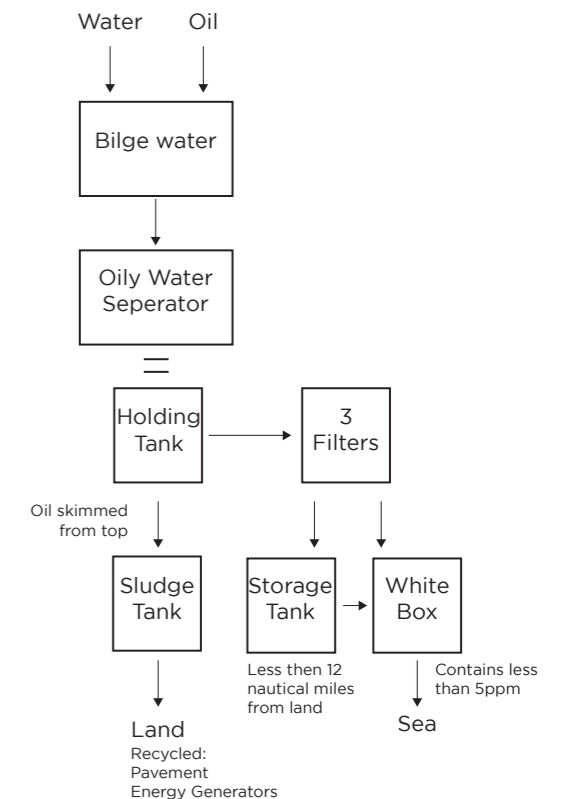 Water
Oil
Bilge water
Oily Water
Seperator
Holding
Tank
3
Filters
Oil skimmed
from top
Sludge
Tank
Storage
Tank
White
Box
Less then 12
nautical miles
from land
Contains less
than 5ppm
Land
Recycled:
Pavement
Energy Generators
Sea